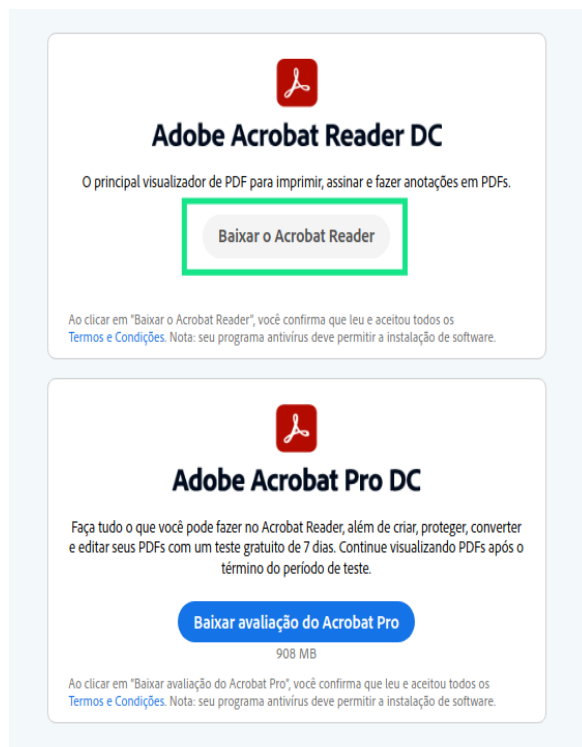 Adobe Acrobat Reader DC
O principal visualizador de PDF para imprimir, assinar e fazer anotações em PDFs.
Baixar o Acrobat Reader
Ao clicar em "Baixar o Acrobat Reader", você confirma que leu e aceitou todos os
Termos e Condições. Nota: seu programa antivírus deve permitir a instalação de software.
Adobe Acrobat Pro DC
Faça tudo o que você pode fazer no Acrobat Reader, além de criar, proteger, converter
e editar seus PDFs com um teste gratuito de 7 dias. Continue visualizando PDFs após o
término do período de teste.
Baixar avaliação do Acrobat Pro
908 MB
Ao clicar em "Baixar avaliação do Acrobat Pro", você confirma que leu e aceitou todos os
Termos e Condições. Nota: seu programa antivírus deve permitir a instalação de software.